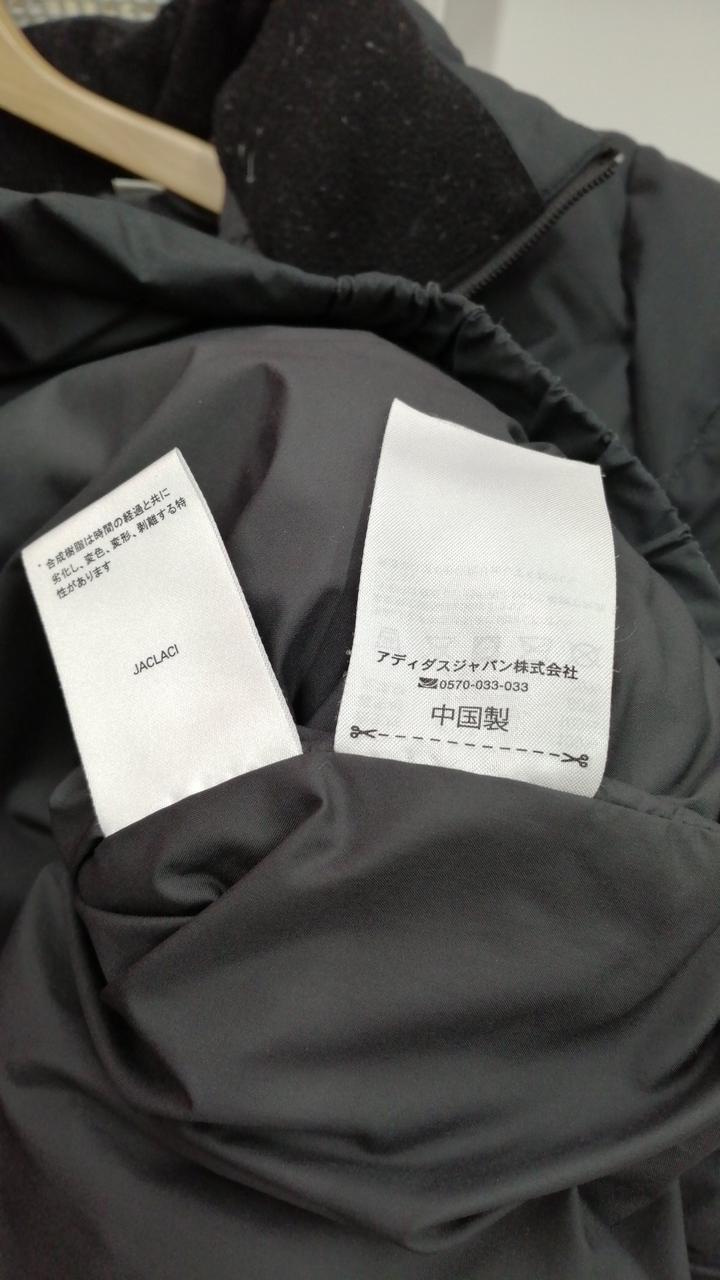 ・合成樹脂は時間の経過と共に
劣化し、変色、変形、剥離する特
性があります
JACLACI
アディダスジャパン株式会社
0570-033-033
中国製